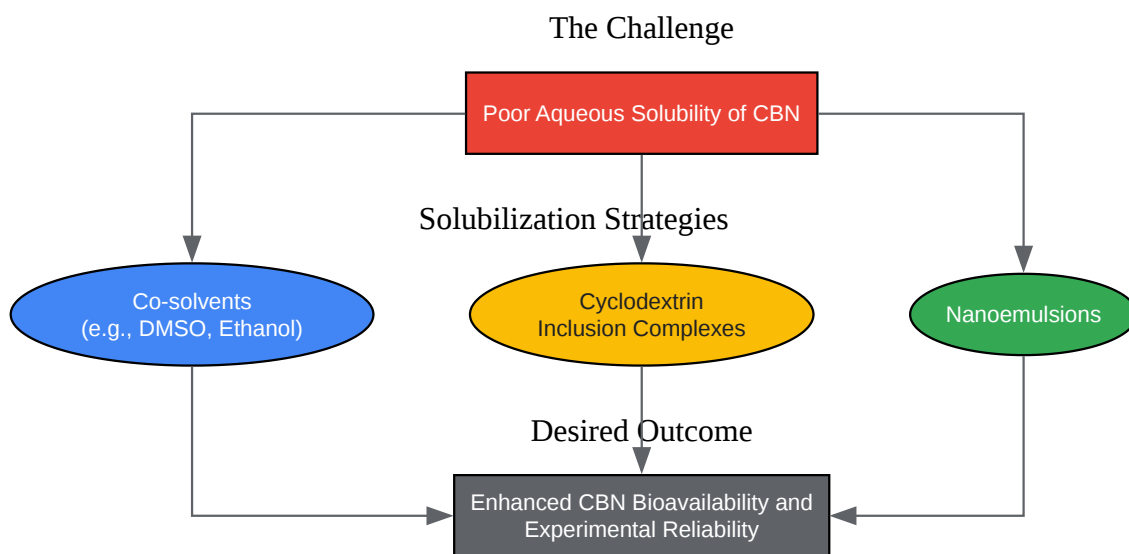 The Challenge
Poor Aqueous Solubility of CBN
Solubilization Strategies
Co-solvents
(e.g., DMSO, Ethanol)
Cyclodextrin
Inclusion Complexes
Nanoemulsions
Desired Outcome
Enhanced CBN Bioavailability and
Experimental Reliability